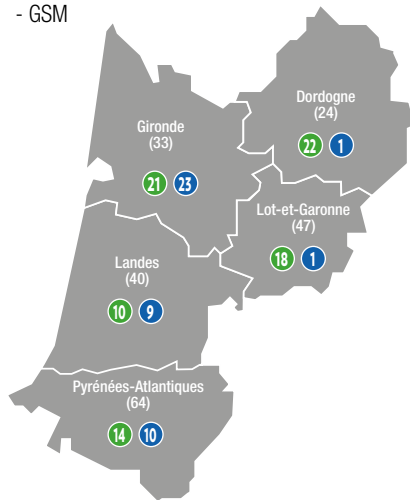 - GSM
Dordogne
(24)
22 1
Gironde
(33)
21 23
Lot-et-Garonne
(47)
18 1
Landes
(40)
10 9
Pyrénées-Atlantiques
(64)
14 10